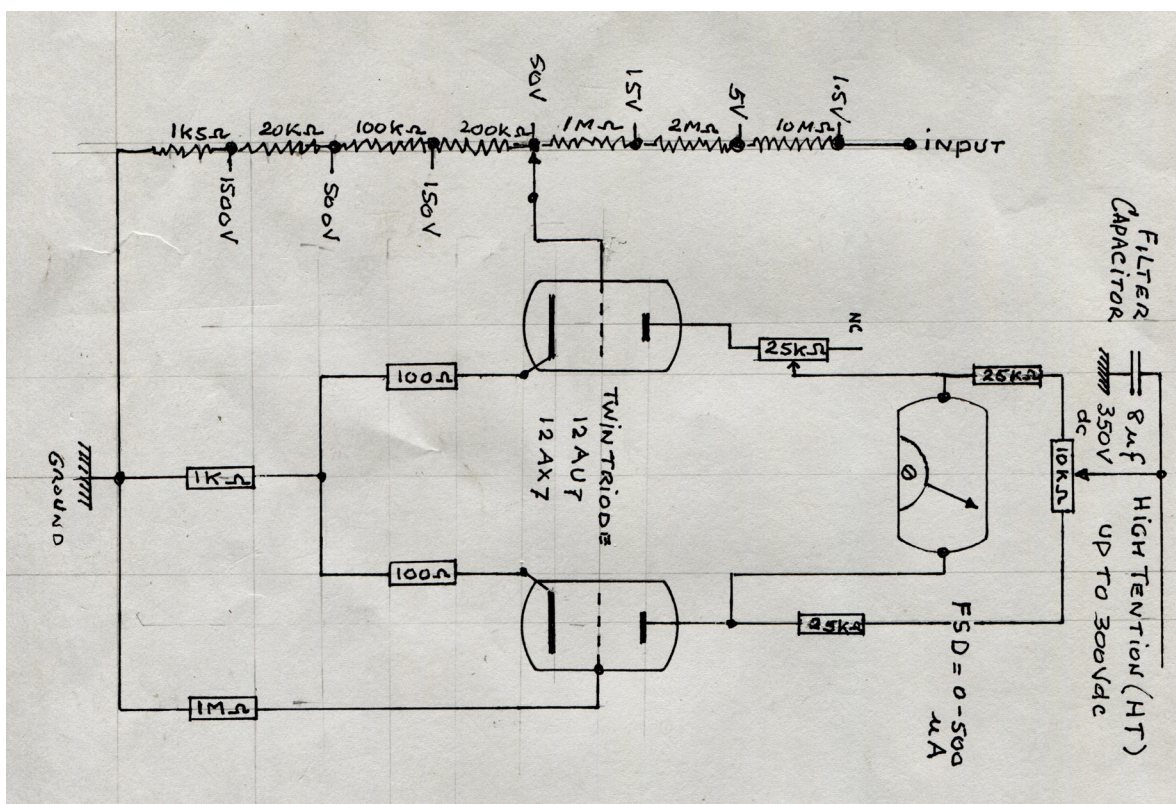 1k5Ω
20KΩ
100kΩ
200kΩ
1MΩ
2MΩ
10MΩ
INPUT
1500V
500V
150V
50V
15V
5V
1.5V
FILTER
CAPACITOR
8µf
350V
dc
HIGH TENTION (HT)
UP TO 300Vdc
NC
25kΩ
25kΩ
10kΩ
25kΩ
FSD = 0-500
µA
TWIN TRIODE
12AU7
12AX7
100Ω
100Ω
1KΩ
1MΩ
GROUND